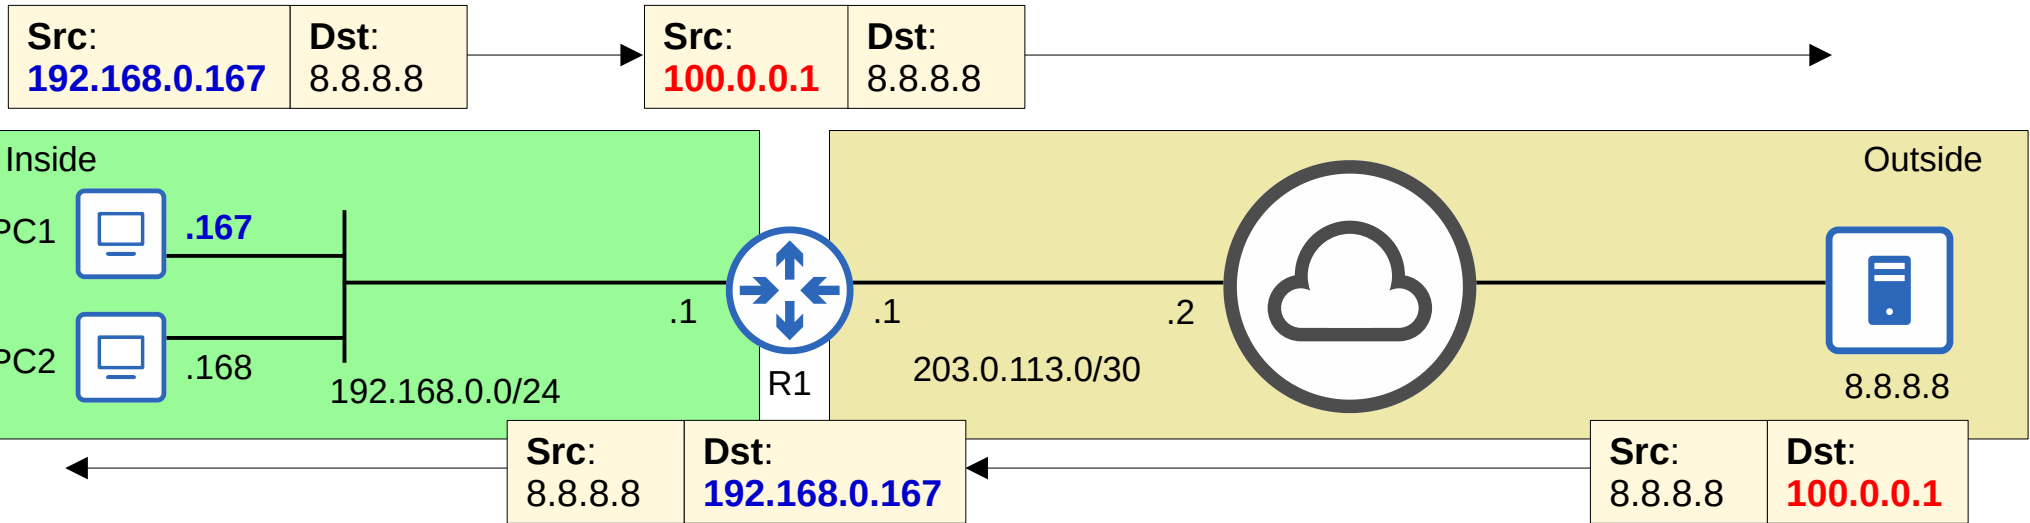 Src: Dst: Src: Dst:
192.168.0.167 8.8.8.8 100.0.0.1 8.8.8.8
Inside Outside
PC1 .167
.1 .1 .2
PC2 .168
192.168.0.0/24 R1 203.0.113.0/30 8.8.8.8
Src: Dst: Src: Dst:
8.8.8.8 192.168.0.167 8.8.8.8 100.0.0.1